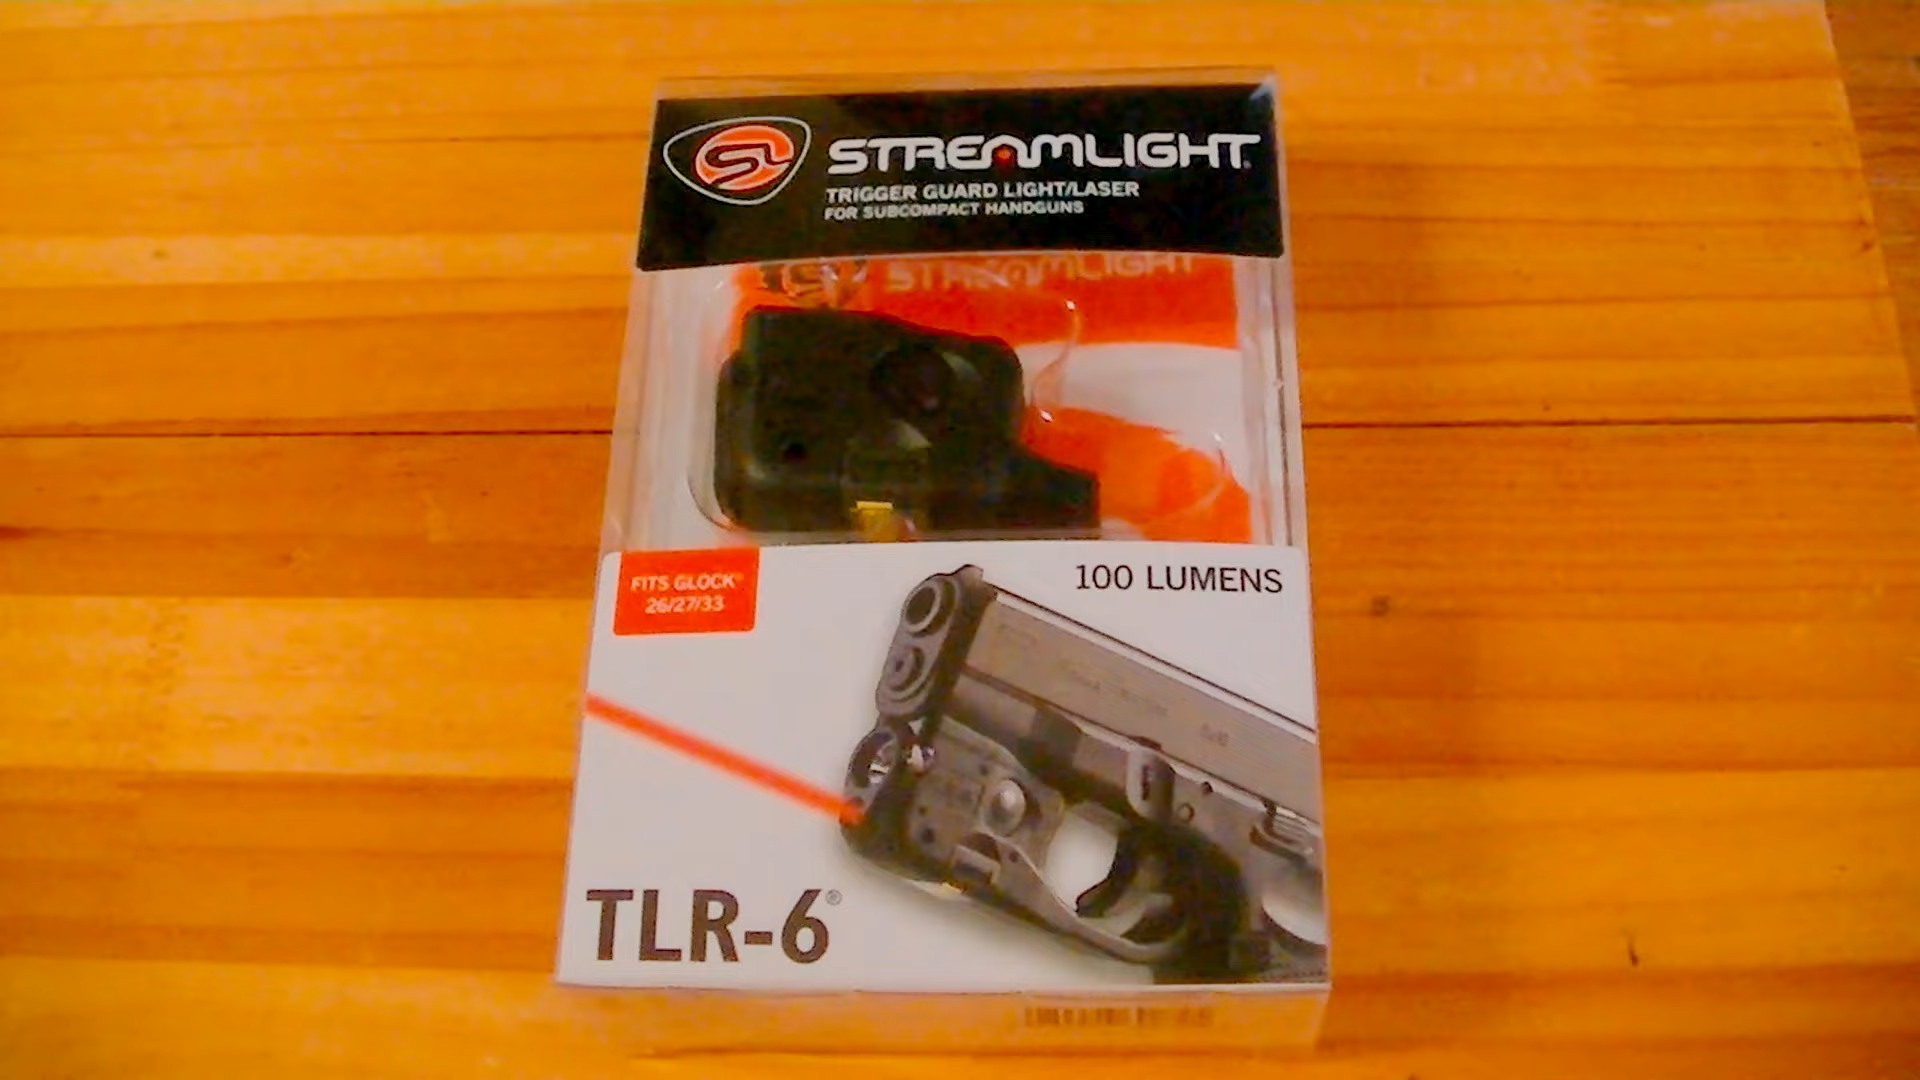 SL STREAMLIGHT®
TRIGGER GUARD LIGHT/LASER
FOR SUBCOMPACT HANDGUNS
STREAMLIGHT
FITS GLOCK®
26/27/33
100 LUMENS
TLR-6®